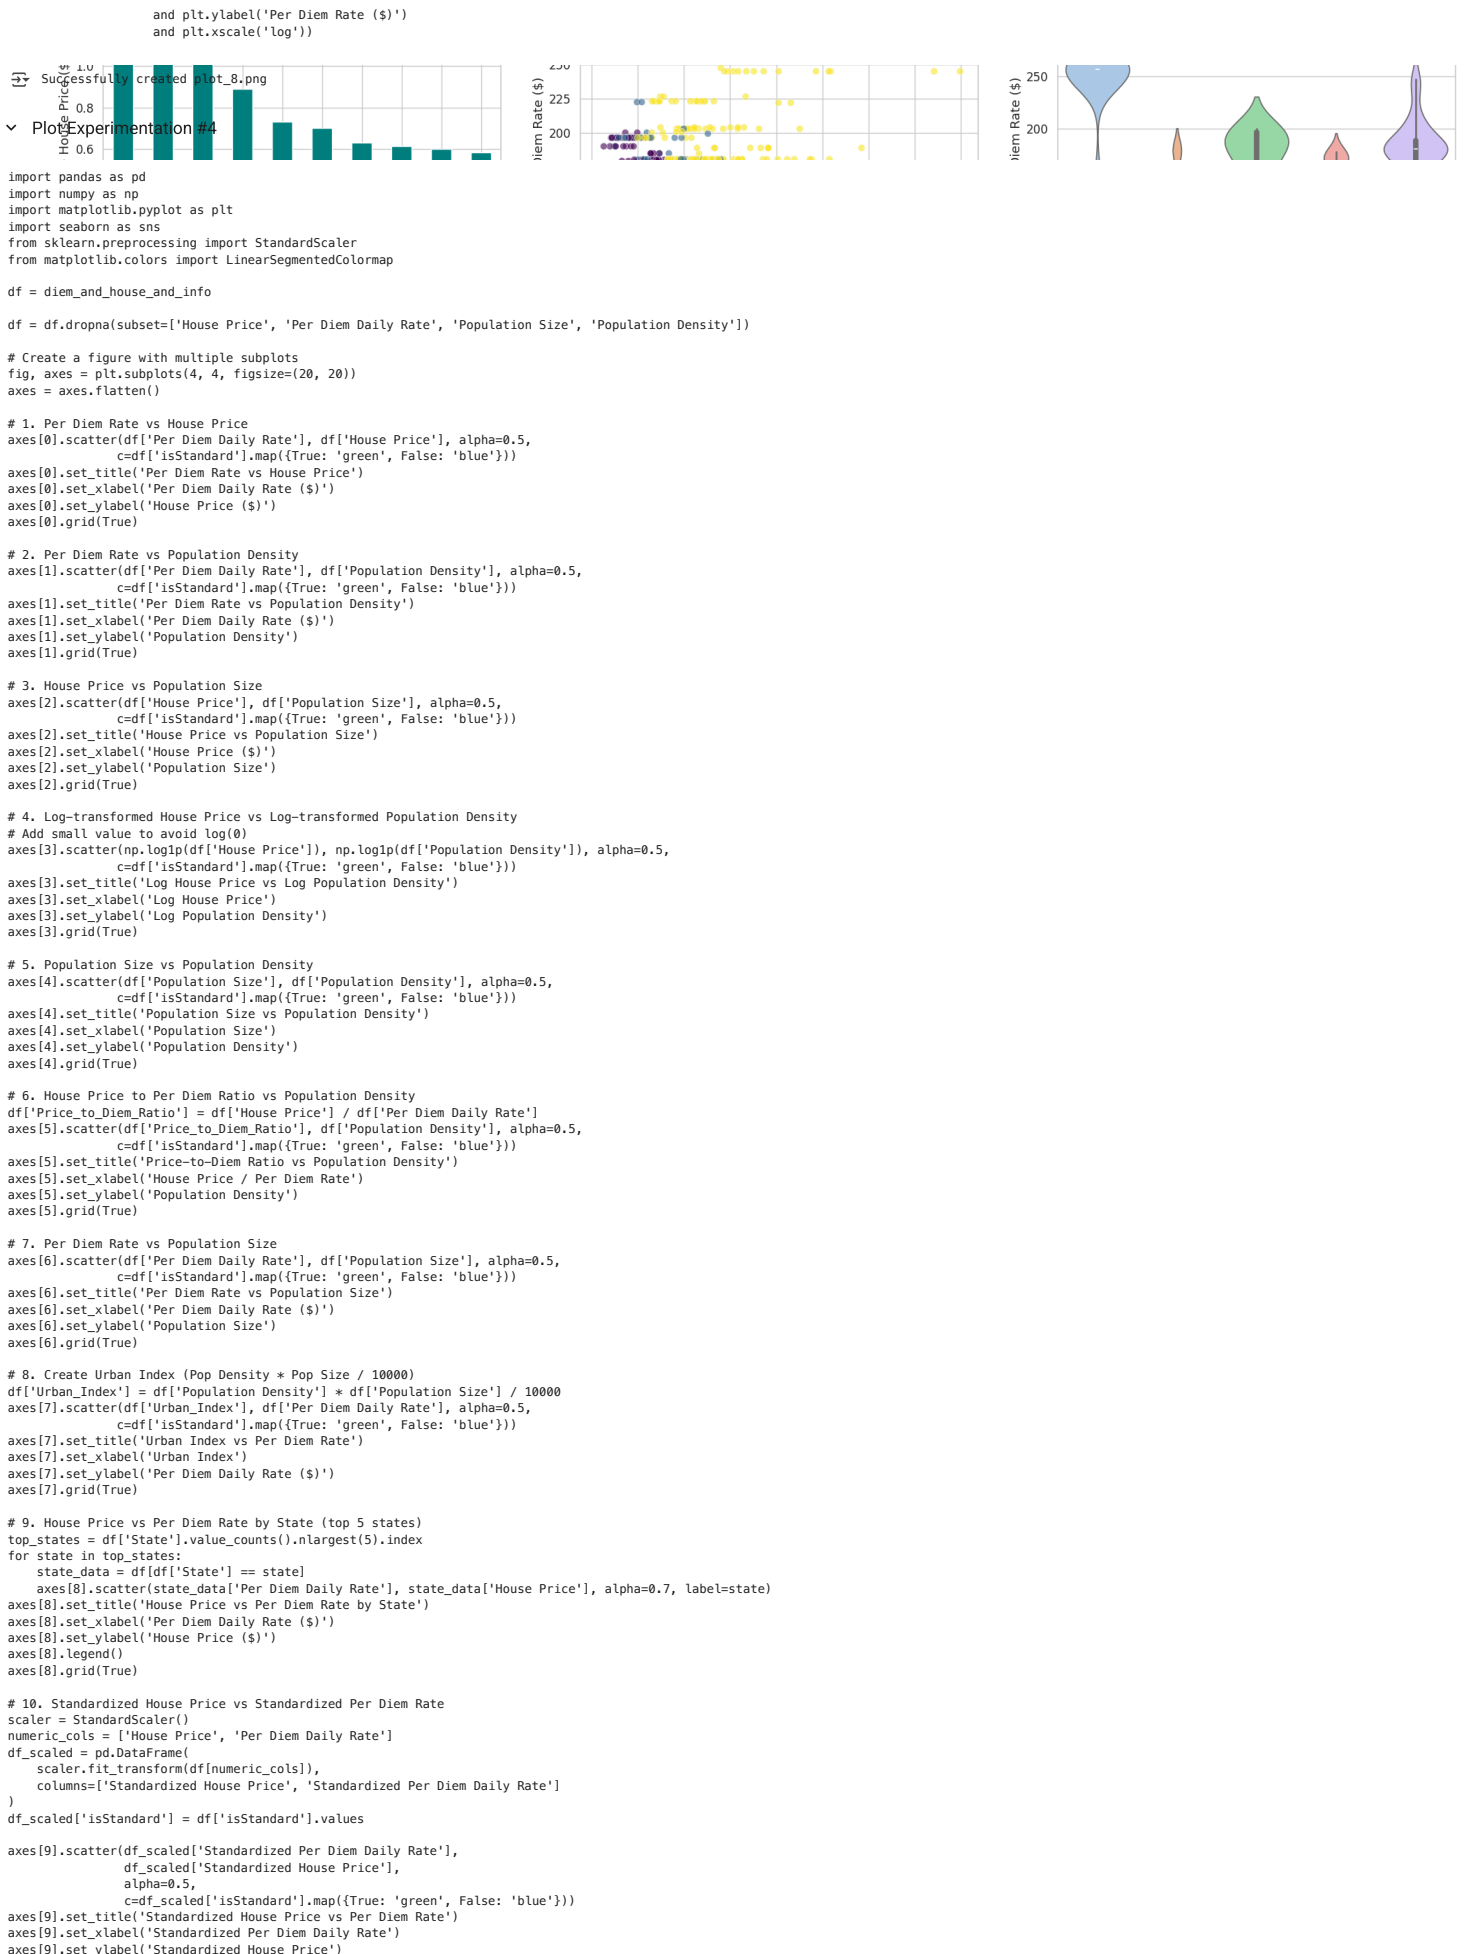 and plt.ylabel('Per Diem Rate ($)')
and plt.xscale('log'))
Successfully created plot_8.png
Plot Experimentation #4
House Price ($
1.0
0.8
0.6
Diem Rate ($)
250
225
200
Diem Rate ($)
250
200
import pandas as pd
import numpy as np
import matplotlib.pyplot as plt
import seaborn as sns
from sklearn.preprocessing import StandardScaler
from matplotlib.colors import LinearSegmentedColormap
df = diem_and_house_and_info
df = df.dropna(subset=['House Price', 'Per Diem Daily Rate', 'Population Size', 'Population Density'])
# Create a figure with multiple subplots
fig, axes = plt.subplots(4, 4, figsize=(20, 20))
axes = axes.flatten()
# 1. Per Diem Rate vs House Price
axes[0].scatter(df['Per Diem Daily Rate'], df['House Price'], alpha=0.5,
c=df['isStandard'].map({True: 'green', False: 'blue'}))
axes[0].set_title('Per Diem Rate vs House Price')
axes[0].set_xlabel('Per Diem Daily Rate ($)')
axes[0].set_ylabel('House Price ($)')
axes[0].grid(True)
# 2. Per Diem Rate vs Population Density
axes[1].scatter(df['Per Diem Daily Rate'], df['Population Density'], alpha=0.5,
c=df['isStandard'].map({True: 'green', False: 'blue'}))
axes[1].set_title('Per Diem Rate vs Population Density')
axes[1].set_xlabel('Per Diem Daily Rate ($)')
axes[1].set_ylabel('Population Density')
axes[1].grid(True)
# 3. House Price vs Population Size
axes[2].scatter(df['House Price'], df['Population Size'], alpha=0.5,
c=df['isStandard'].map({True: 'green', False: 'blue'}))
axes[2].set_title('House Price vs Population Size')
axes[2].set_xlabel('House Price ($)')
axes[2].set_ylabel('Population Size')
axes[2].grid(True)
# 4. Log-transformed House Price vs Log-transformed Population Density
# Add small value to avoid log(0)
axes[3].scatter(np.log1p(df['House Price']), np.log1p(df['Population Density']), alpha=0.5,
c=df['isStandard'].map({True: 'green', False: 'blue'}))
axes[3].set_title('Log House Price vs Log Population Density')
axes[3].set_xlabel('Log House Price')
axes[3].set_ylabel('Log Population Density')
axes[3].grid(True)
# 5. Population Size vs Population Density
axes[4].scatter(df['Population Size'], df['Population Density'], alpha=0.5,
c=df['isStandard'].map({True: 'green', False: 'blue'}))
axes[4].set_title('Population Size vs Population Density')
axes[4].set_xlabel('Population Size')
axes[4].set_ylabel('Population Density')
axes[4].grid(True)
# 6. House Price to Per Diem Ratio vs Population Density
df['Price_to_Diem_Ratio'] = df['House Price'] / df['Per Diem Daily Rate']
axes[5].scatter(df['Price_to_Diem_Ratio'], df['Population Density'], alpha=0.5,
c=df['isStandard'].map({True: 'green', False: 'blue'}))
axes[5].set_title('Price-to-Diem Ratio vs Population Density')
axes[5].set_xlabel('House Price / Per Diem Rate')
axes[5].set_ylabel('Population Density')
axes[5].grid(True)
# 7. Per Diem Rate vs Population Size
axes[6].scatter(df['Per Diem Daily Rate'], df['Population Size'], alpha=0.5,
c=df['isStandard'].map({True: 'green', False: 'blue'}))
axes[6].set_title('Per Diem Rate vs Population Size')
axes[6].set_xlabel('Per Diem Daily Rate ($)')
axes[6].set_ylabel('Population Size')
axes[6].grid(True)
# 8. Create Urban Index (Pop Density * Pop Size / 10000)
df['Urban_Index'] = df['Population Density'] * df['Population Size'] / 10000
axes[7].scatter(df['Urban_Index'], df['Per Diem Daily Rate'], alpha=0.5,
c=df['isStandard'].map({True: 'green', False: 'blue'}))
axes[7].set_title('Urban Index vs Per Diem Rate')
axes[7].set_xlabel('Urban Index')
axes[7].set_ylabel('Per Diem Daily Rate ($)')
axes[7].grid(True)
# 9. House Price vs Per Diem Rate by State (top 5 states)
top_states = df['State'].value_counts().nlargest(5).index
for state in top_states:
state_data = df[df['State'] == state]
axes[8].scatter(state_data['Per Diem Daily Rate'], state_data['House Price'], alpha=0.7, label=state)
axes[8].set_title('House Price vs Per Diem Rate by State')
axes[8].set_xlabel('Per Diem Daily Rate ($)')
axes[8].set_ylabel('House Price ($)')
axes[8].legend()
axes[8].grid(True)
# 10. Standardized House Price vs Standardized Per Diem Rate
scaler = StandardScaler()
numeric_cols = ['House Price', 'Per Diem Daily Rate']
df_scaled = pd.DataFrame(
scaler.fit_transform(df[numeric_cols]),
columns=['Standardized House Price', 'Standardized Per Diem Daily Rate']
)
df_scaled['isStandard'] = df['isStandard'].values
axes[9].scatter(df_scaled['Standardized Per Diem Daily Rate'],
df_scaled['Standardized House Price'],
alpha=0.5,
c=df_scaled['isStandard'].map({True: 'green', False: 'blue'}))
axes[9].set_title('Standardized House Price vs Per Diem Rate')
axes[9].set_xlabel('Standardized Per Diem Daily Rate')
axes[9].set_ylabel('Standardized House Price')